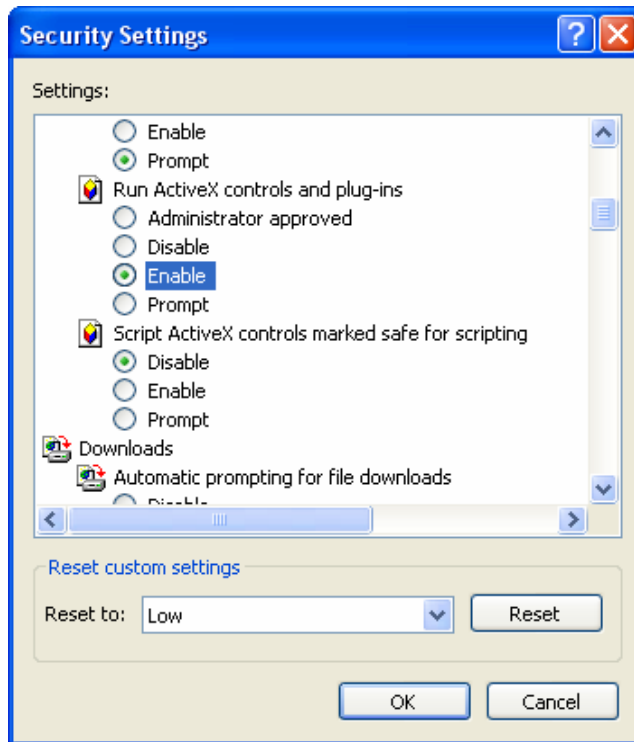 Security Settings
Settings:
Enable
Prompt
Run ActiveX controls and plug-ins
Administrator approved
Disable
Enable
Prompt
Script ActiveX controls marked safe for scripting
Disable
Enable
Prompt
Downloads
Automatic prompting for file downloads
Disable
Reset custom settings
Reset to: Low Reset
OK Cancel